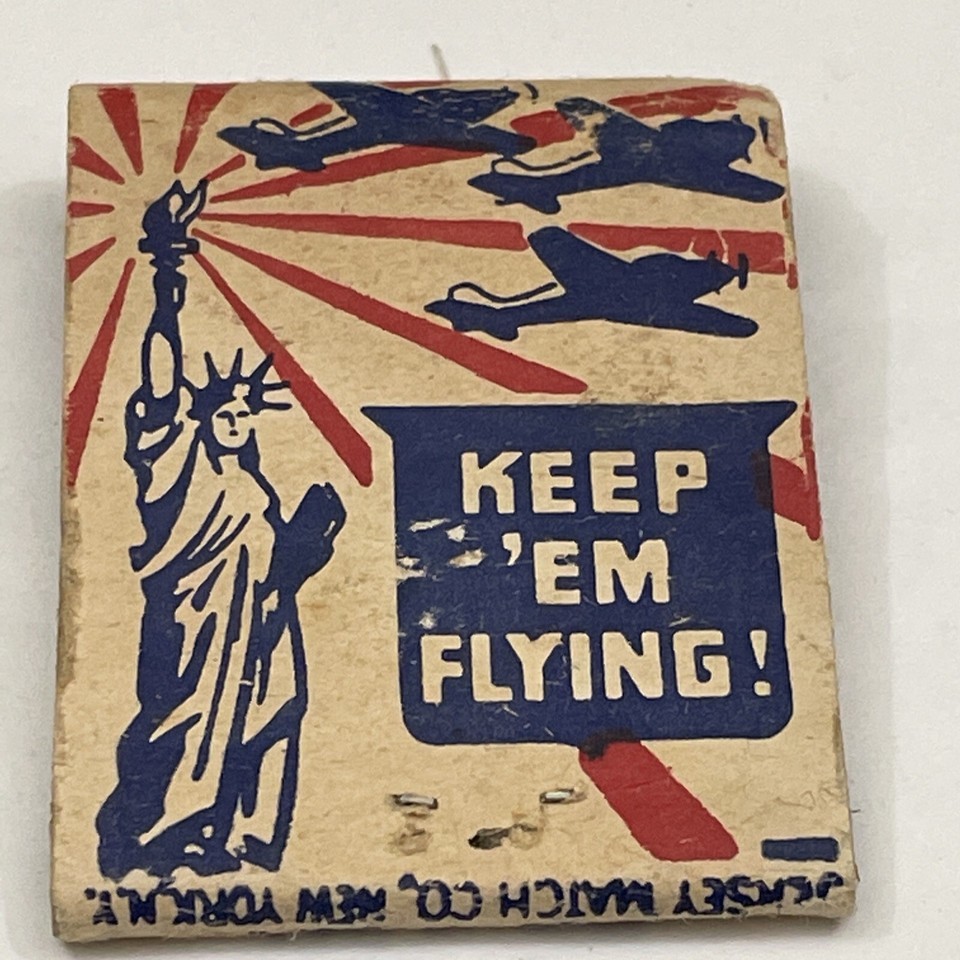 KEEP
'EM
FLYING!
JERSEY MATCH CO., NEW YORK, N.Y.